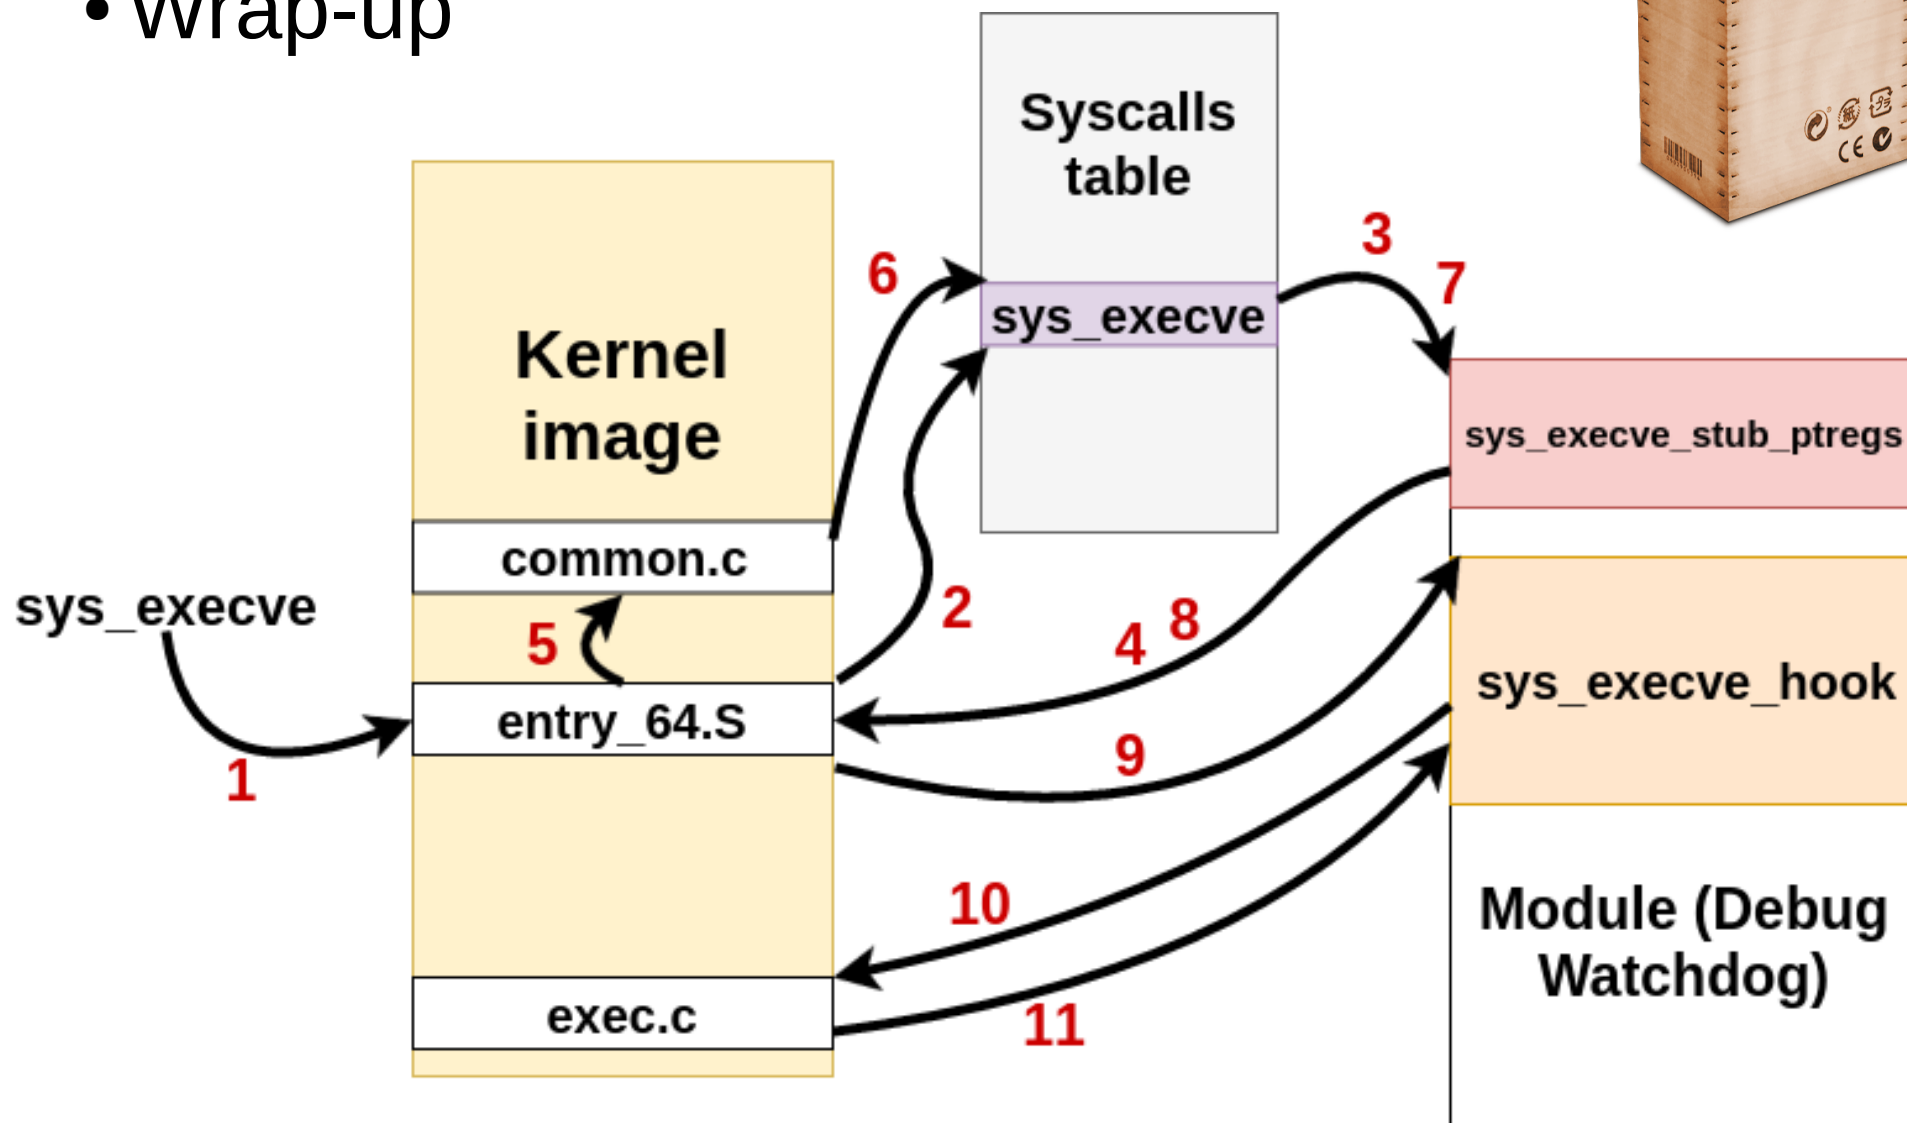 • Wrap-up
Syscalls
table
3
6
7
sys_execve
Kernel
image
sys_execve_stub_ptregs
common.c
sys_execve
5
2
4
8
entry_64.S
sys_execve_hook
1
9
10
Module (Debug
Watchdog)
exec.c
11
CE